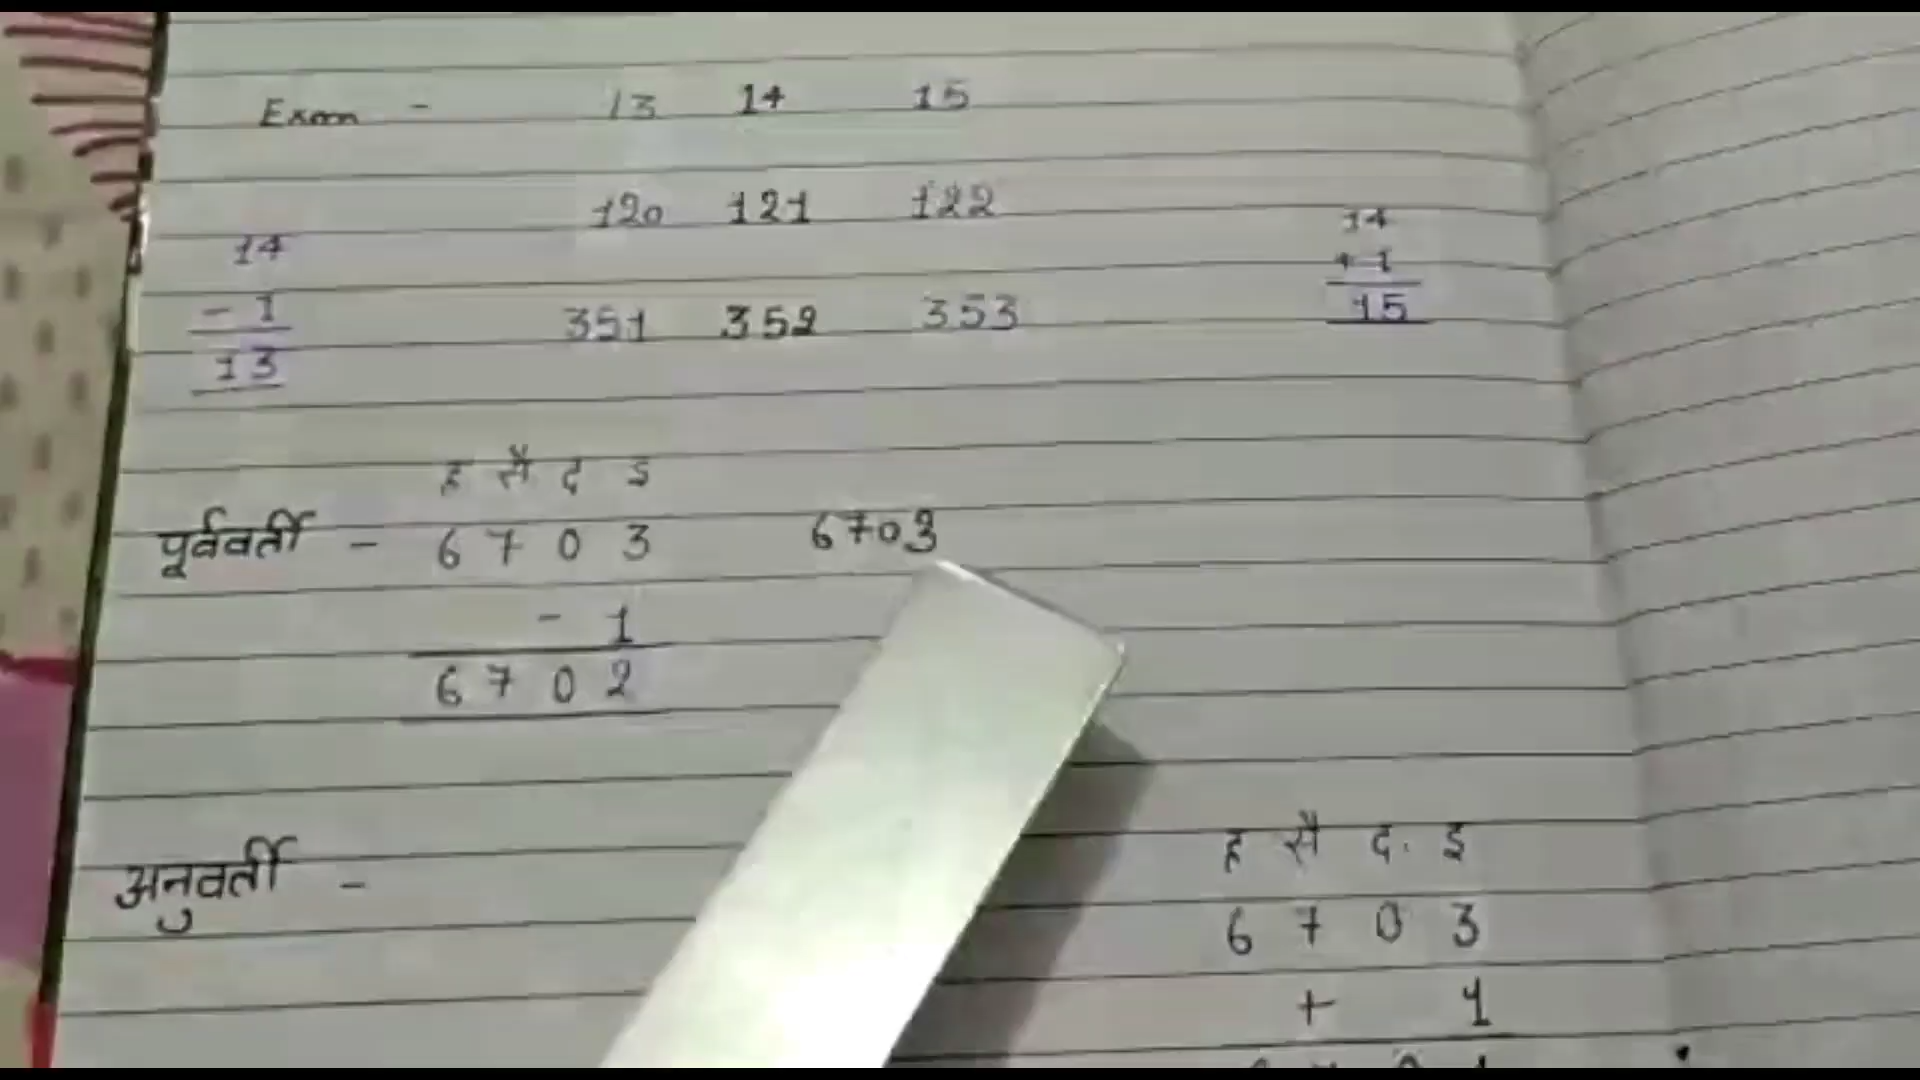 Exam - 13 14 15
120 121 122
14
- 1
13
351 352 353
14
+ 1
15
ह सै द इ
पूर्ववर्ती - 6 7 0 3 6703
- 1
6 7 0 2
अनुवर्ती -
ह सै द. इ
6 7 0 3
+ 1